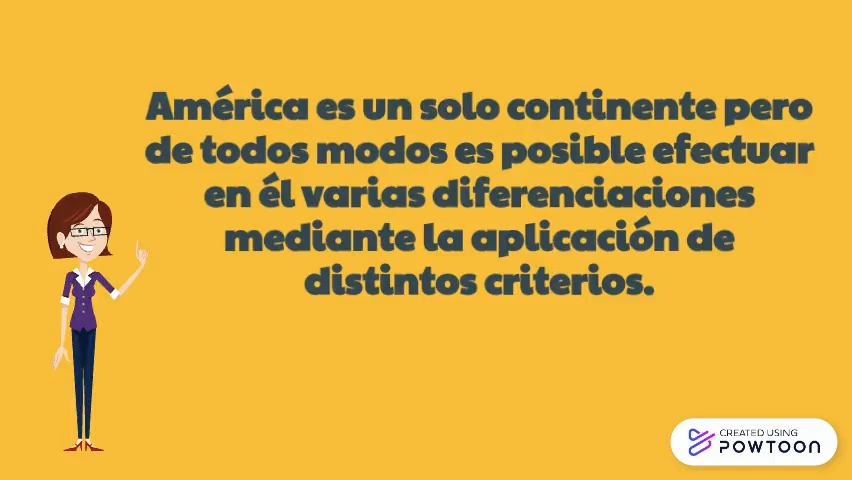 América es un solo continente pero
de todos modos es posible efectuar
en él varias diferenciaciones
mediante la aplicación de
distintos criterios.
CREATED USING
POWTOON